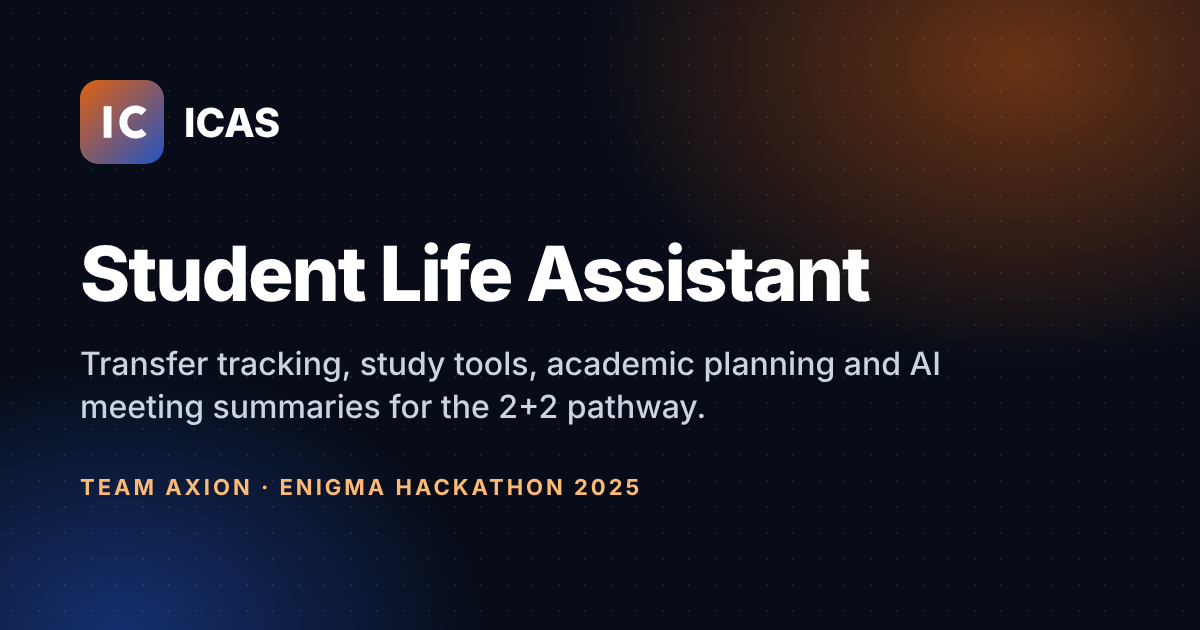 IC ICAS
Student Life Assistant
Transfer tracking, study tools, academic planning and AI
meeting summaries for the 2+2 pathway.
TEAM AXION · ENIGMA HACKATHON 2025